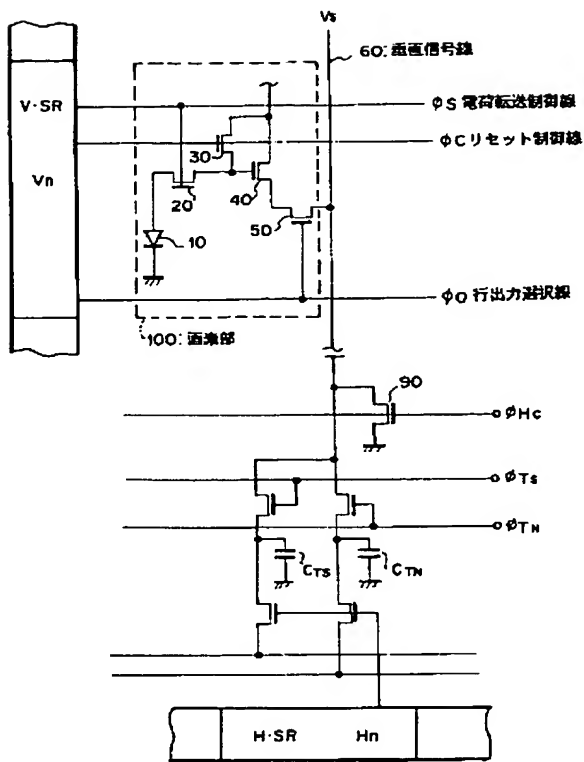 Vs
60:垂直信号線
V·SR
φS 電荷転送制御線
φC リセット制御線
30
Vn
20
40
50
10
φO 行出力選択線
100:画素部
90
φHc
φTs
φTN
CTS
CTN
H·SR
Hn